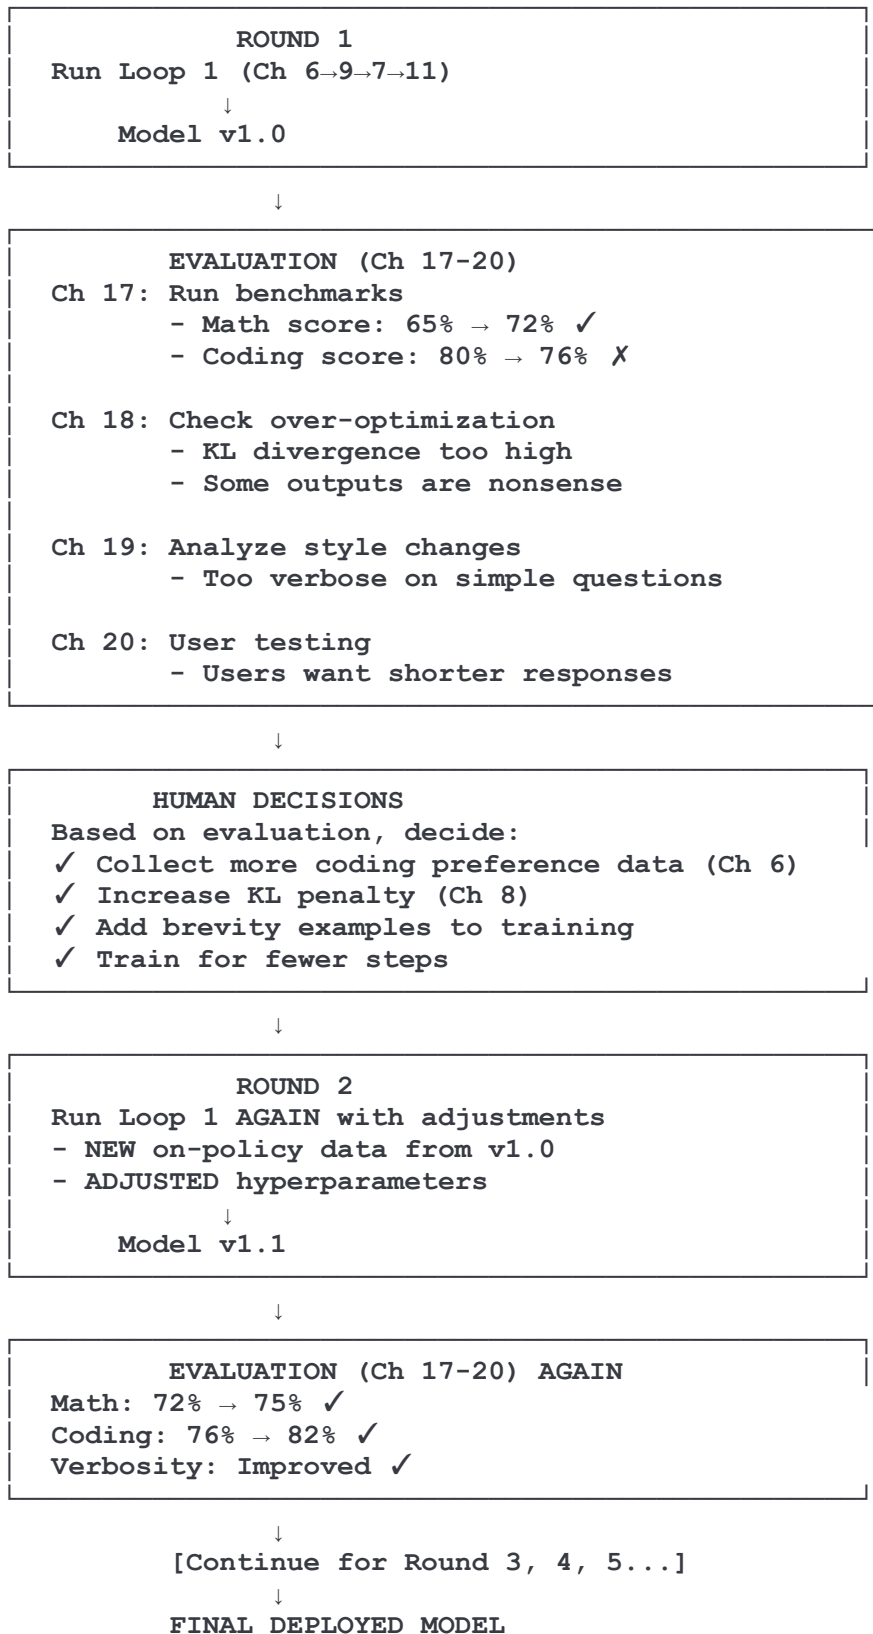 ROUND 1
Run Loop 1 (Ch 6→9→7→11)
↓
Model v1.0
↓
EVALUATION (Ch 17-20)
Ch 17: Run benchmarks
- Math score: 65% → 72% ✓
- Coding score: 80% → 76% ✗
Ch 18: Check over-optimization
- KL divergence too high
- Some outputs are nonsense
Ch 19: Analyze style changes
- Too verbose on simple questions
Ch 20: User testing
- Users want shorter responses
↓
HUMAN DECISIONS
Based on evaluation, decide:
✓ Collect more coding preference data (Ch 6)
✓ Increase KL penalty (Ch 8)
✓ Add brevity examples to training
✓ Train for fewer steps
↓
ROUND 2
Run Loop 1 AGAIN with adjustments
- NEW on-policy data from v1.0
- ADJUSTED hyperparameters
↓
Model v1.1
↓
EVALUATION (Ch 17-20) AGAIN
Math: 72% → 75% ✓
Coding: 76% → 82% ✓
Verbosity: Improved ✓
↓
[Continue for Round 3, 4, 5...]
↓
FINAL DEPLOYED MODEL